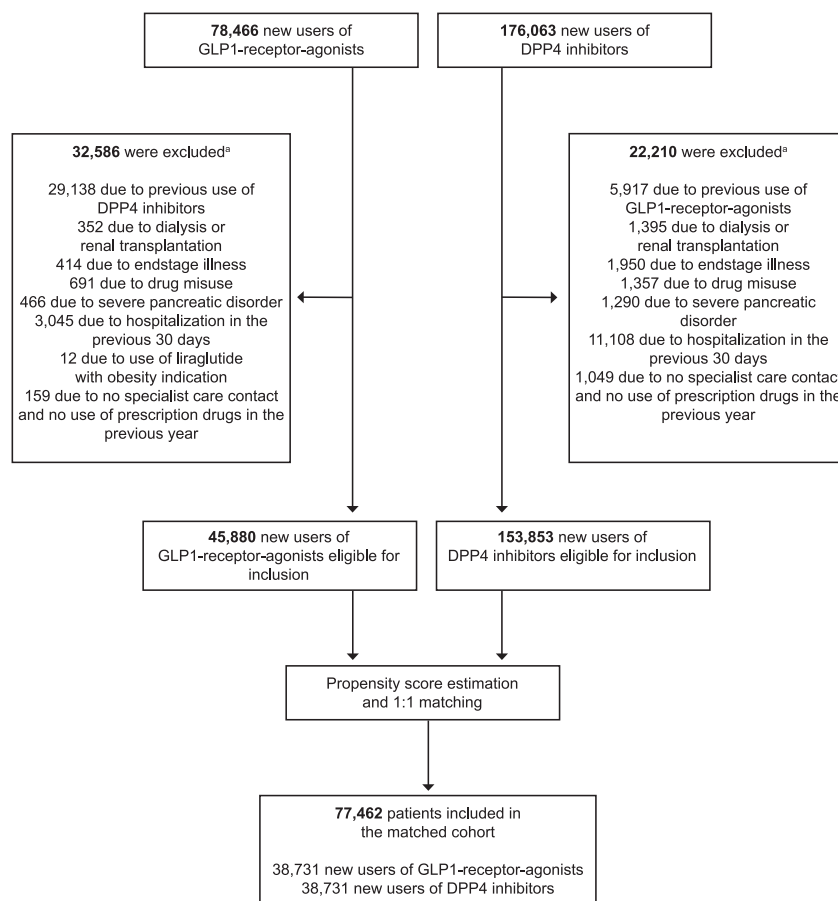 78,466 new users of
GLP1-receptor-agonists
176,063 new users of
DPP4 inhibitors
32,586 were excludedᵃ
29,138 due to previous use of
DPP4 inhibitors
352 due to dialysis or
renal transplantation
414 due to endstage illness
691 due to drug misuse
466 due to severe pancreatic disorder
3,045 due to hospitalization in the
previous 30 days
12 due to use of liraglutide
with obesity indication
159 due to no specialist care contact
and no use of prescription drugs in the
previous year
22,210 were excludedᵃ
5,917 due to previous use of
GLP1-receptor-agonists
1,395 due to dialysis or
renal transplantation
1,950 due to endstage illness
1,357 due to drug misuse
1,290 due to severe pancreatic
disorder
11,108 due to hospitalization in the
previous 30 days
1,049 due to no specialist care contact
and no use of prescription drugs in the
previous year
45,880 new users of
GLP1-receptor-agonists eligible for
inclusion
153,853 new users of
DPP4 inhibitors eligible for inclusion
Propensity score estimation
and 1:1 matching
77,462 patients included in
the matched cohort
38,731 new users of GLP1-receptor-agonists
38,731 new users of DPP4 inhibitors